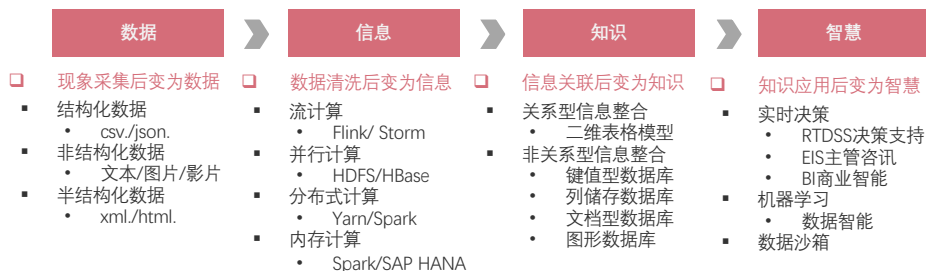 数据
现象采集后变为数据
结构化数据
csv./json.
非结构化数据
文本/图片/影片
半结构化数据
xml./html.
信息
数据清洗后变为信息
流计算
Flink/ Storm
并行计算
HDFS/HBase
分布式计算
Yarn/Spark
内存计算
Spark/SAP HANA
知识
信息关联后变为知识
关系型信息整合
二维表格模型
非关系型信息整合
键值型数据库
列储存数据库
文档型数据库
图形数据库
智慧
知识应用后变为智慧
实时决策
RTDSS决策支持
EIS主管咨讯
BI商业智能
机器学习
数据智能
数据沙箱